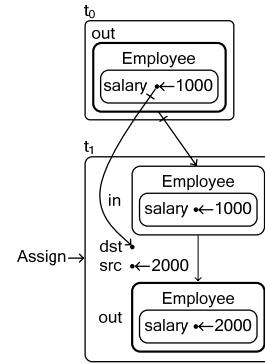 t0
out
Employee
salary 1000
t1
Employee
in
salary 1000
dst
Assign src 2000
Employee
out
salary 2000